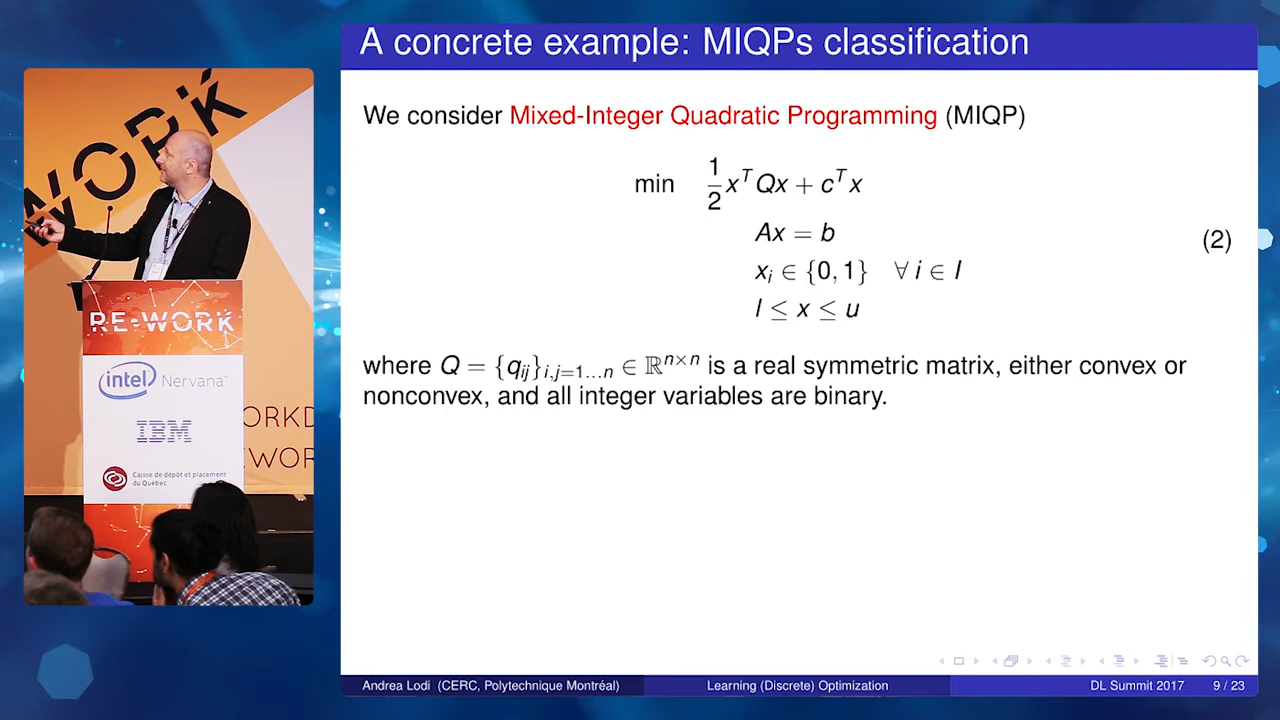 A concrete example: MIQPs classification
We consider Mixed-Integer Quadratic Programming (MIQP)
min 1/2 x^T Qx + c^T x
Ax = b
(2)
x_i ∈ {0, 1} ∀ i ∈ I
l ≤ x ≤ u
where Q = {q_ij}_i,j=1...n ∈ ℝ^n×n is a real symmetric matrix, either convex or
nonconvex, and all integer variables are binary.
Andrea Lodi (CERC, Polytechnique Montréal) Learning (Discrete) Optimization DL Summit 2017 9 / 23
WORK
RE•WORK
intel Nervana™
IBM
Caisse de dépôt et placement
du Québec
ORKD
EWOR